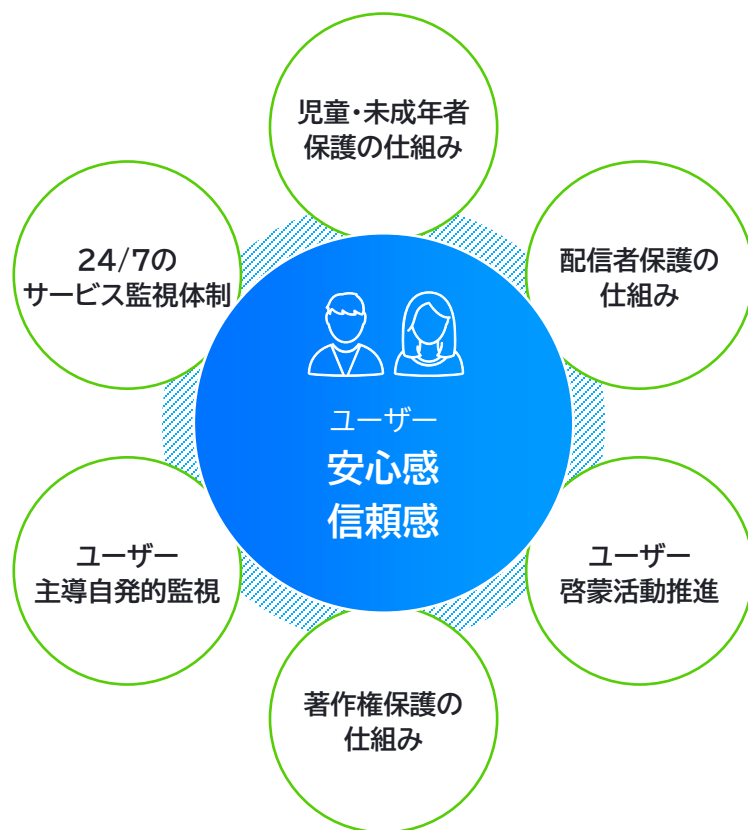 児童・未成年者
保護の仕組み
24/7の
サービス監視体制
配信者保護の
仕組み
ユーザー
安心感
信頼感
ユーザー
主導自発的監視
ユーザー
啓蒙活動推進
著作権保護の
仕組み